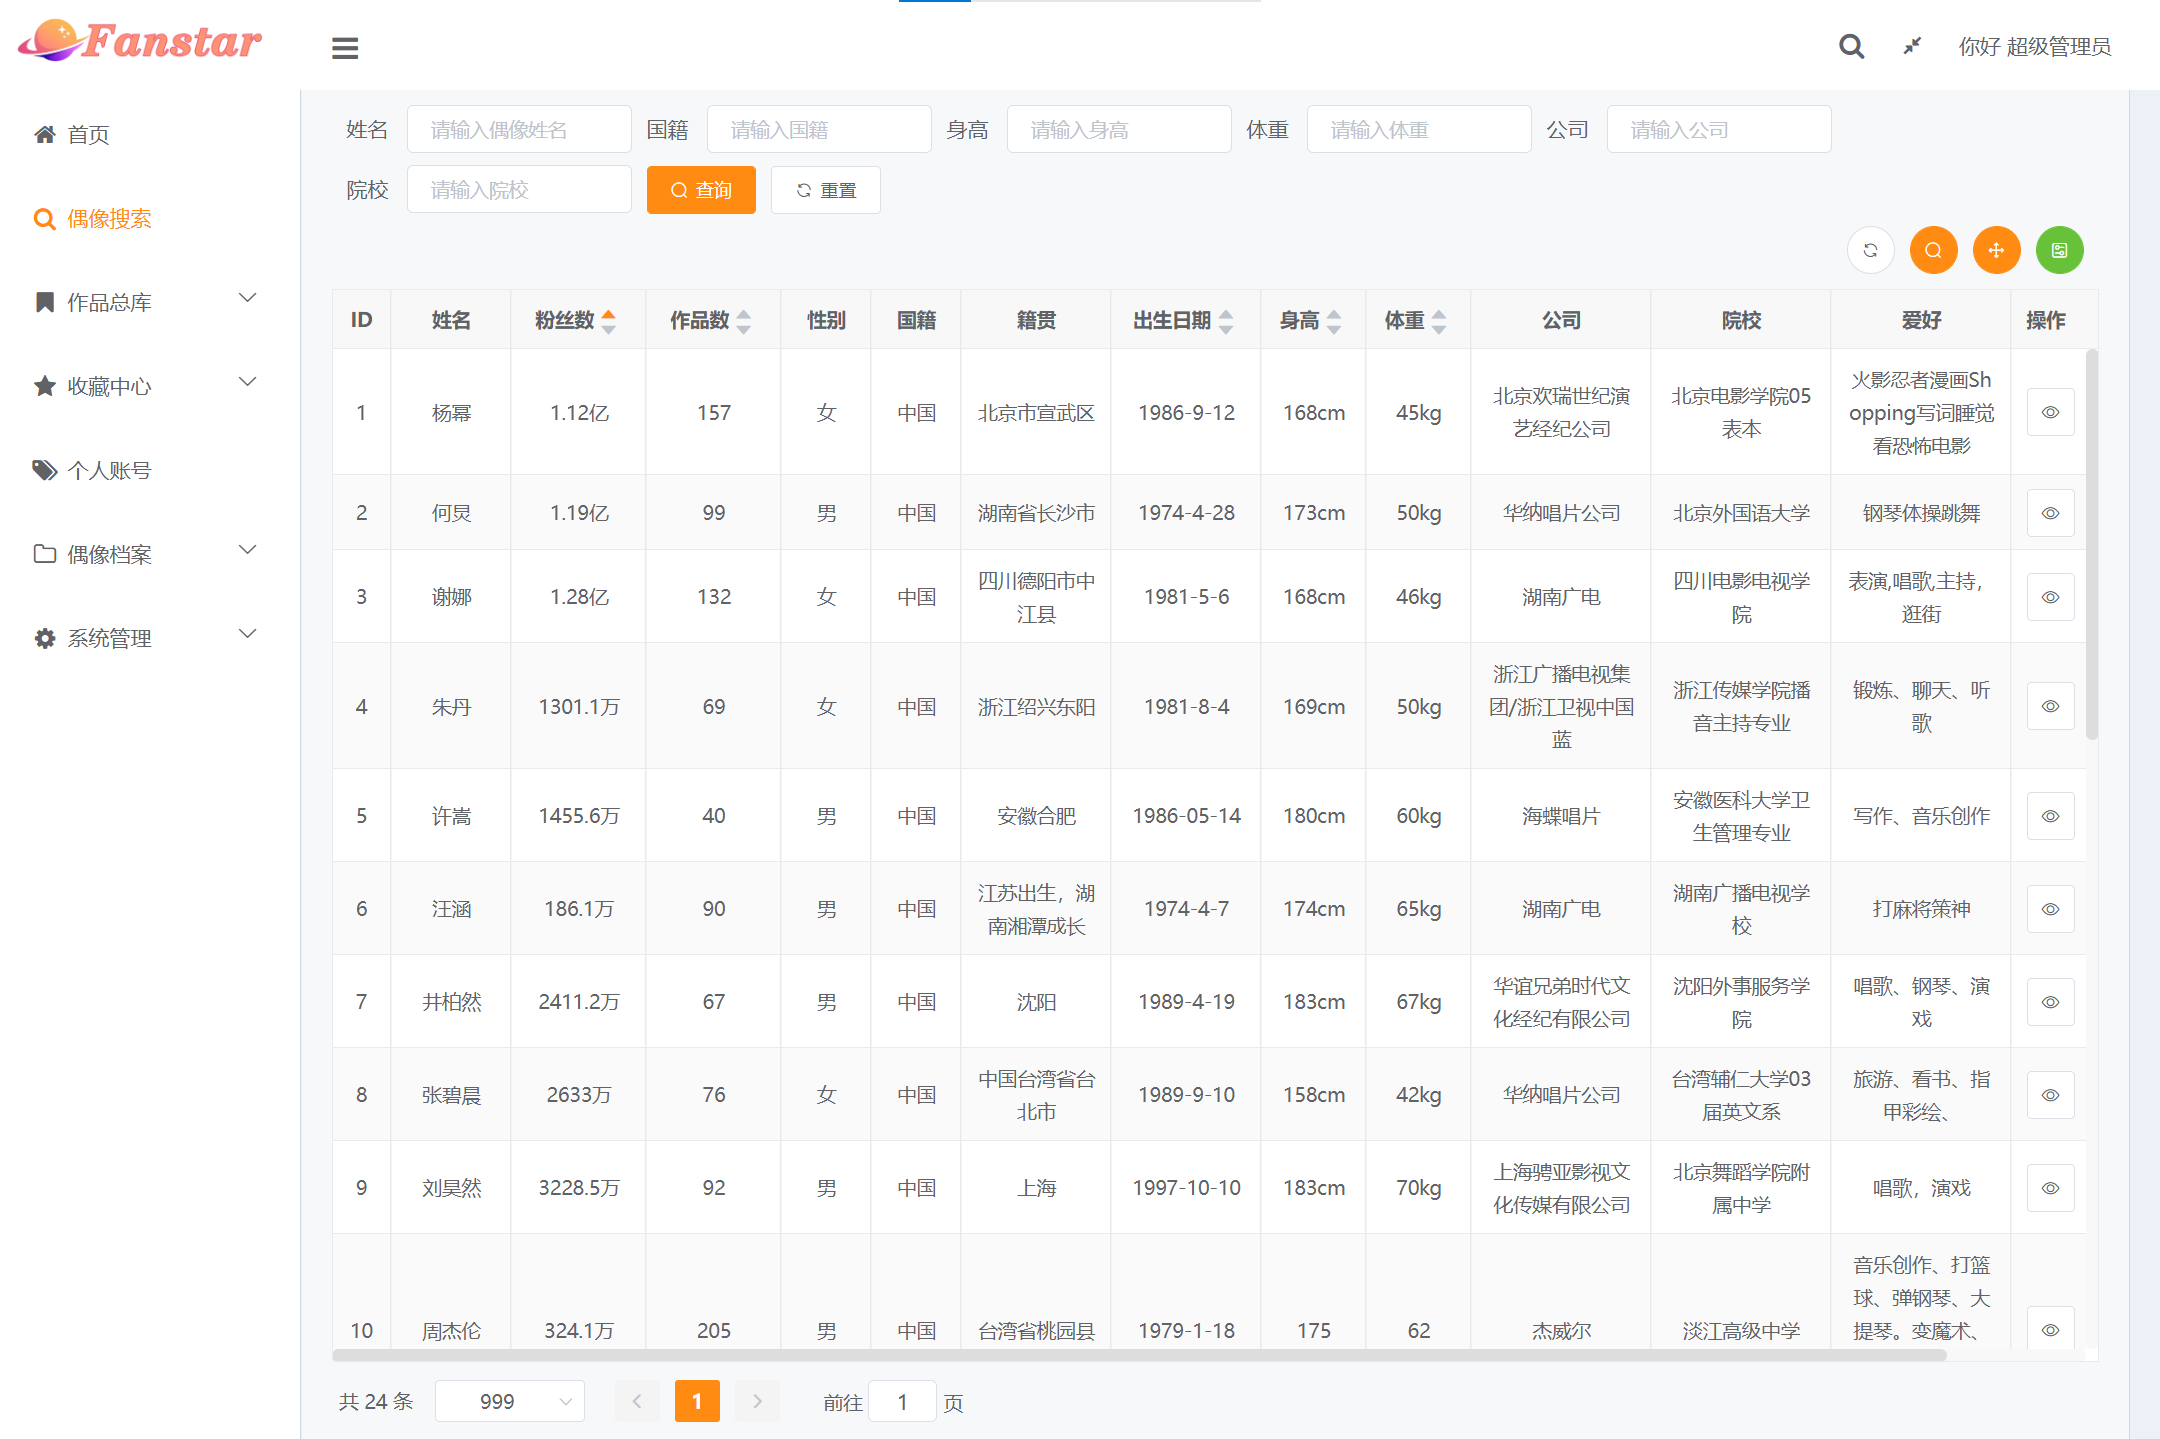 Fanstar
你好 超级管理员
首页
偶像搜索
作品总库
收藏中心
个人账号
偶像档案
系统管理
姓名 请输入偶像姓名 国籍 请输入国籍 身高 请输入身高 体重 请输入体重 公司 请输入公司
院校 请输入院校 查询 重置
ID 姓名 粉丝数 作品数 性别 国籍 籍贯 出生日期 身高 体重 公司 院校 爱好 操作
1 杨幂 1.12亿 157 女 中国 北京市宣武区 1986-9-12 168cm 45kg 北京欢瑞世纪演艺经纪公司 北京电影学院05表本 火影忍者漫画Shopping写词睡觉看恐怖电影
2 何炅 1.19亿 99 男 中国 湖南省长沙市 1974-4-28 173cm 50kg 华纳唱片公司 北京外国语大学 钢琴体操跳舞
3 谢娜 1.28亿 132 女 中国 四川德阳市中江县 1981-5-6 168cm 46kg 湖南广电 四川电影电视学院 表演,唱歌,主持，逛街
4 朱丹 1301.1万 69 女 中国 浙江绍兴东阳 1981-8-4 169cm 50kg 浙江广播电视集团/浙江卫视中国蓝 浙江传媒学院播音主持专业 锻炼、聊天、听歌
5 许嵩 1455.6万 40 男 中国 安徽合肥 1986-05-14 180cm 60kg 海蝶唱片 安徽医科大学卫生管理专业 写作、音乐创作
6 汪涵 186.1万 90 男 中国 江苏出生，湖南湘潭成长 1974-4-7 174cm 65kg 湖南广电 湖南广播电视学校 打麻将策神
7 井柏然 2411.2万 67 男 中国 沈阳 1989-4-19 183cm 67kg 华谊兄弟时代文化经纪有限公司 沈阳外事服务学院 唱歌、钢琴、演戏
8 张碧晨 2633万 76 女 中国 中国台湾省台北市 1989-9-10 158cm 42kg 华纳唱片公司 台湾辅仁大学03届英文系 旅游、看书、指甲彩绘、
9 刘昊然 3228.5万 92 男 中国 上海 1997-10-10 183cm 70kg 上海骋亚影视文化传媒有限公司 北京舞蹈学院附属中学 唱歌，演戏
10 周杰伦 324.1万 205 男 中国 台湾省桃园县 1979-1-18 175 62 杰威尔 淡江高级中学 音乐创作、打篮球、弹钢琴、大提琴。变魔术、
共 24 条 999 1 前往 1 页